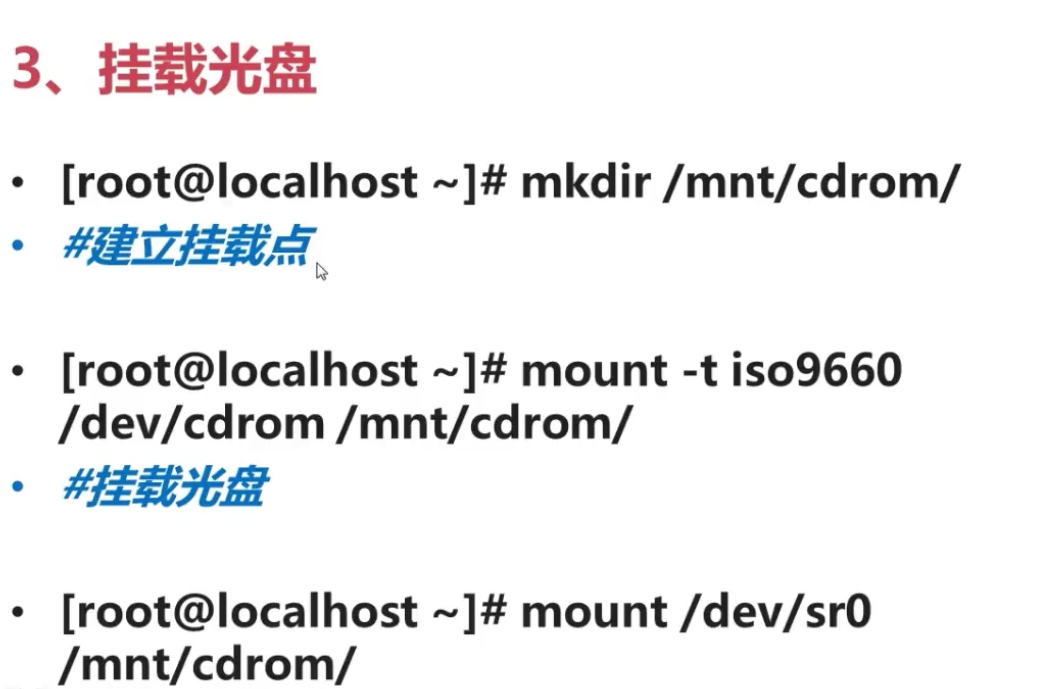 3、挂载光盘
• [root@localhost ~]# mkdir /mnt/cdrom/
• #建立挂载点
• [root@localhost ~]# mount -t iso9660
/dev/cdrom /mnt/cdrom/
• #挂载光盘
• [root@localhost ~]# mount /dev/sr0
/mnt/cdrom/